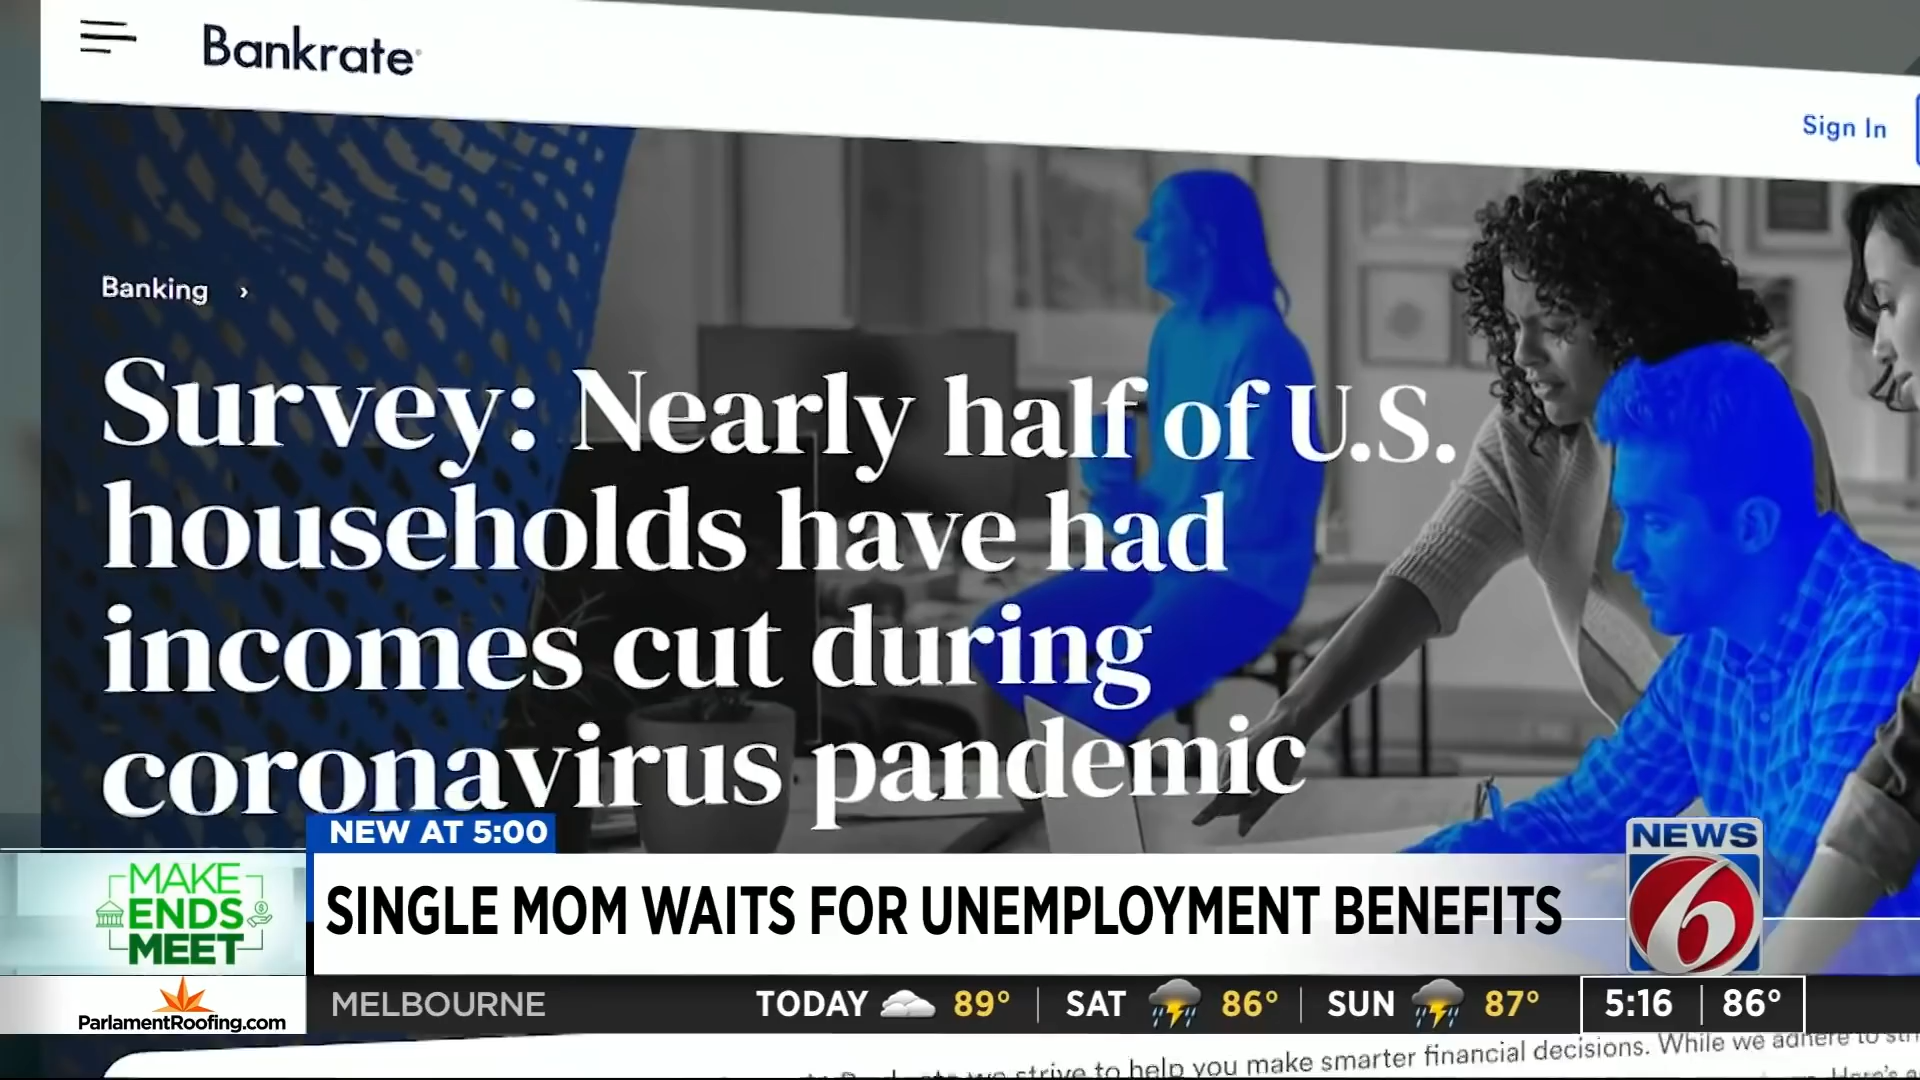 Bankrate
Sign In
Banking ›
Survey: Nearly half of U.S.
households have had
incomes cut during
coronavirus pandemic
NEW AT 5:00
MAKE
ENDS
MEET
SINGLE MOM WAITS FOR UNEMPLOYMENT BENEFITS
NEWS
6
ParlamentRoofing.com
MELBOURNE
TODAY 89° SAT 86° SUN 87°
5:16 86°
strive to help you make smarter financial decisions. While we adhere to